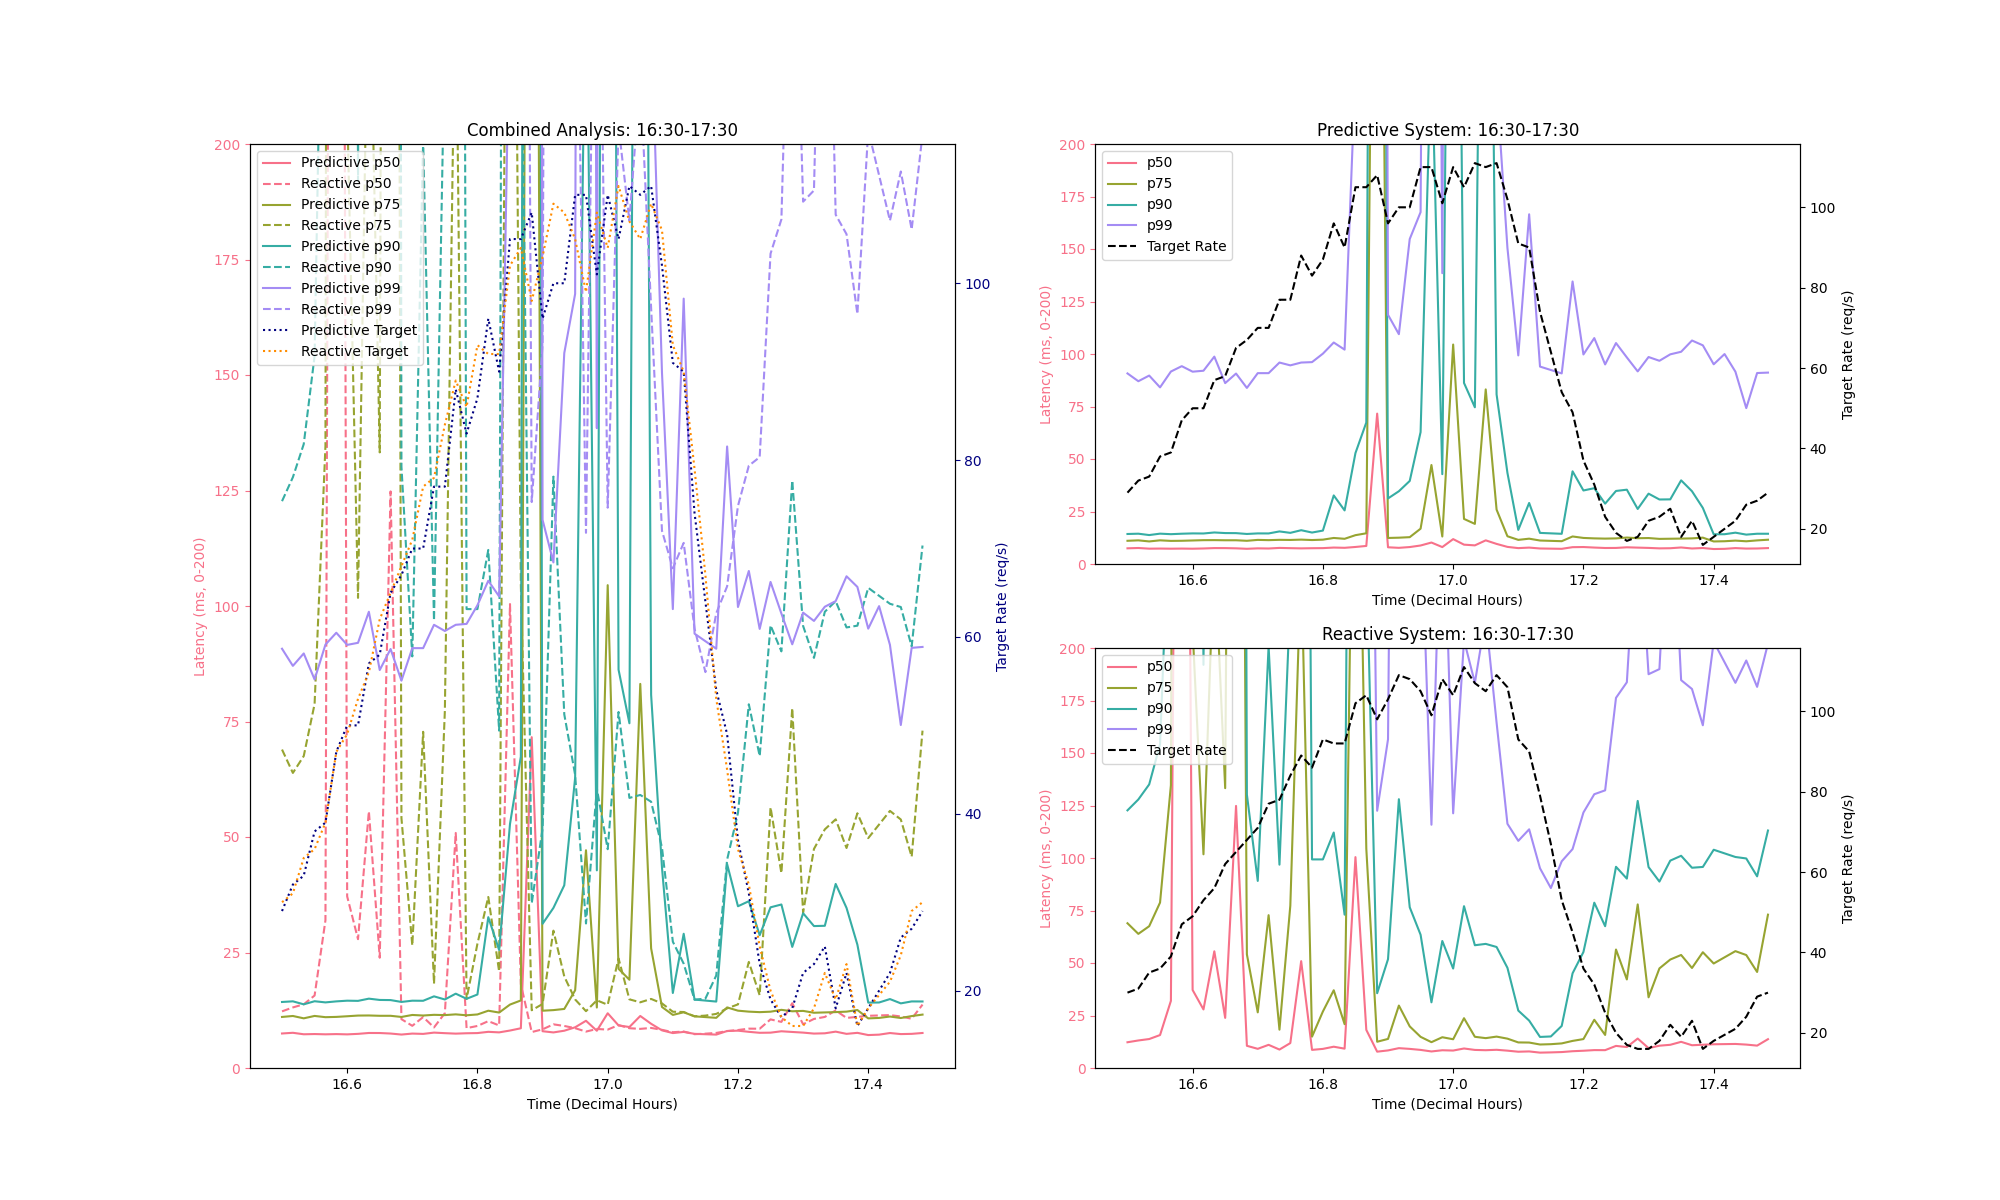 Combined Analysis: 16:30-17:30
200
175
150
125
100
75
50
25
0
Latency (ms, 0-200)
Predictive p50
Reactive p50
Predictive p75
Reactive p75
Predictive p90
Reactive p90
Predictive p99
Reactive p99
Predictive Target
Reactive Target
100
80
60
40
20
Target Rate (req/s)
16.6 16.8 17.0 17.2 17.4
Time (Decimal Hours)
Predictive System: 16:30-17:30
200
175
150
125
100
75
50
25
0
Latency (ms, 0-200)
p50
p75
p90
p99
Target Rate
100
80
60
40
20
Target Rate (req/s)
16.6 16.8 17.0 17.2 17.4
Time (Decimal Hours)
Reactive System: 16:30-17:30
200
175
150
125
100
75
50
25
0
Latency (ms, 0-200)
p50
p75
p90
p99
Target Rate
100
80
60
40
20
Target Rate (req/s)
16.6 16.8 17.0 17.2 17.4
Time (Decimal Hours)